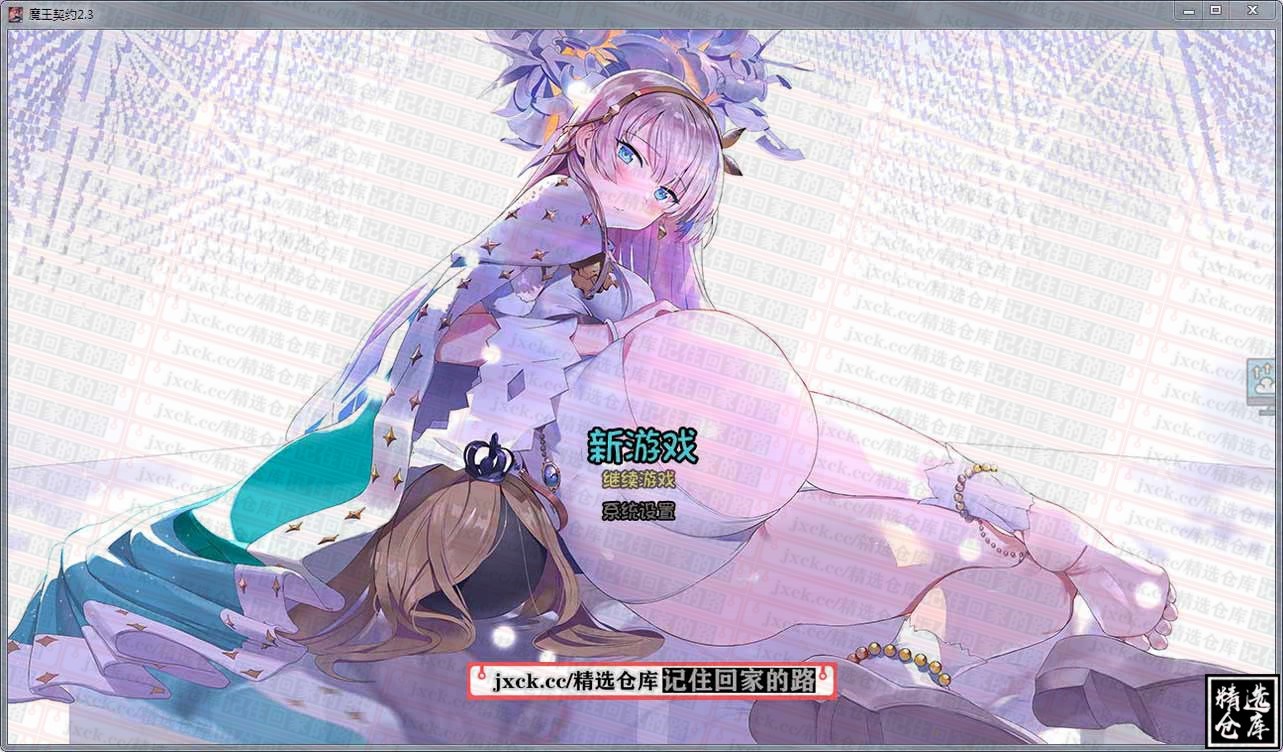 魔王契约2.3
新游戏
继续游戏
系统设置
jxck.cc/精选仓库 记住回家的路
精选
仓库